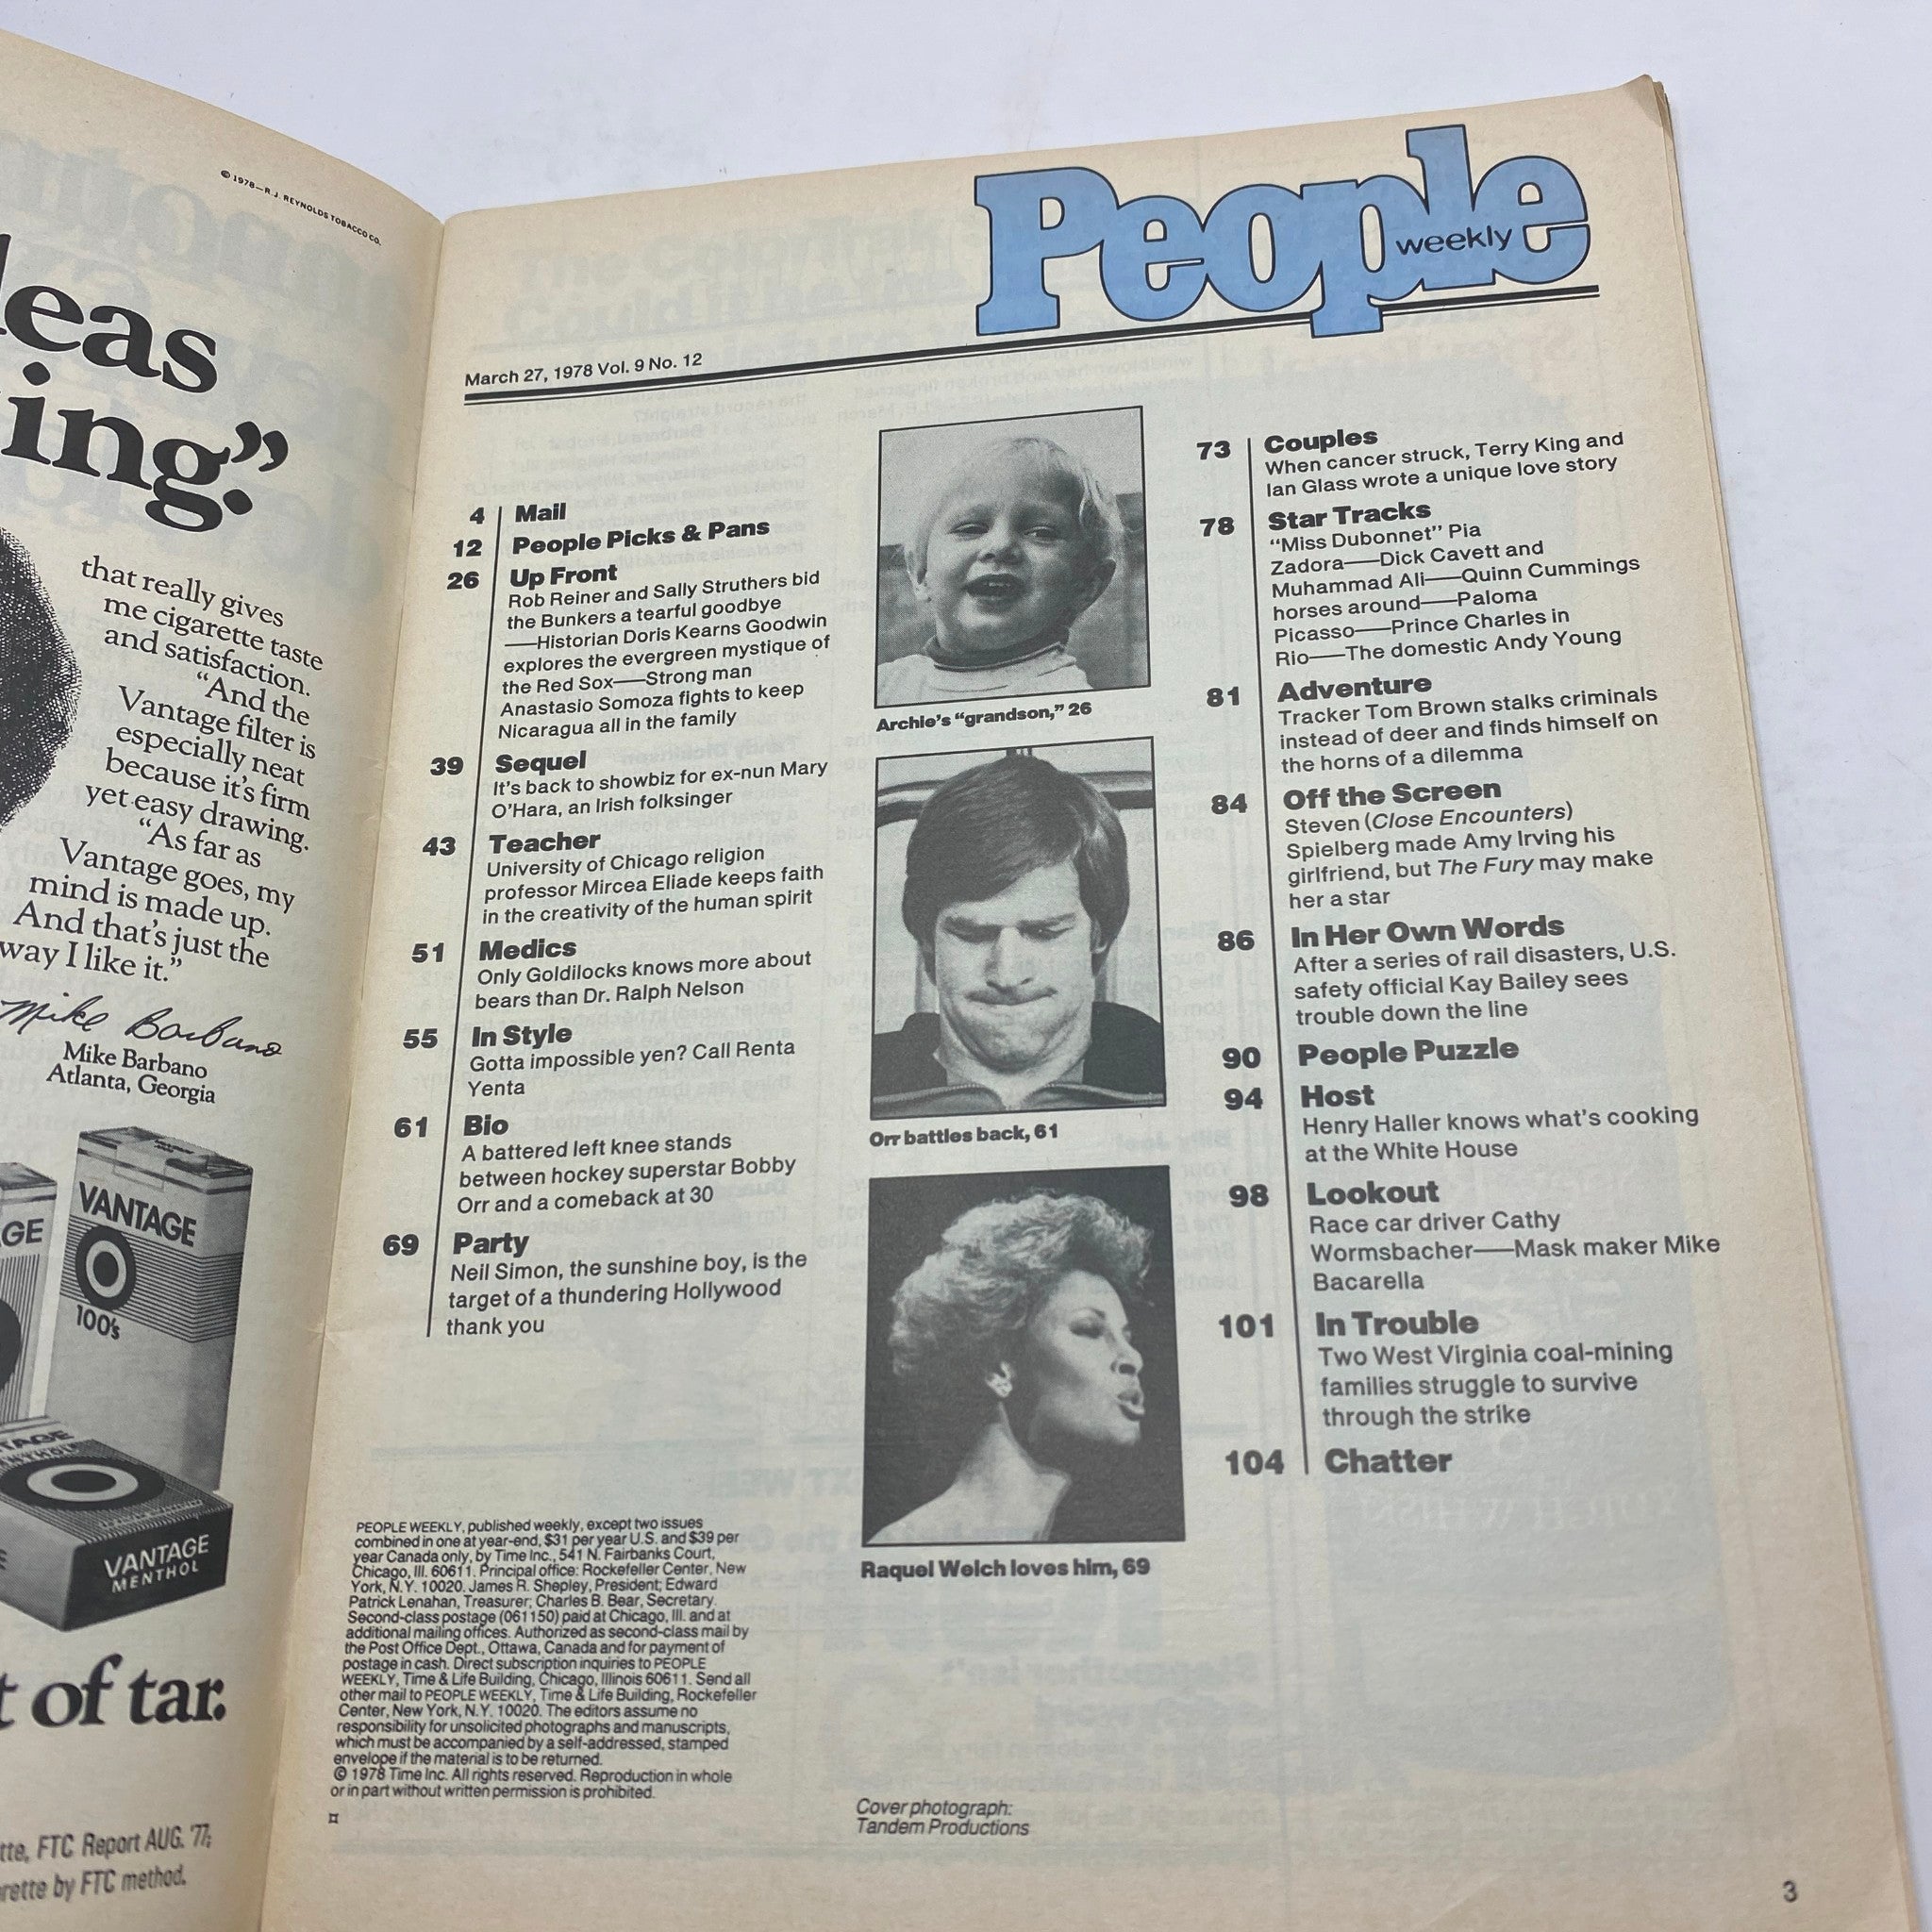 © 1978—R.J. REYNOLDS TOBACCO CO.
ing."
that really gives
me cigarette taste
and satisfaction.
"And the
Vantage filter is
especially neat
because it's firm
yet easy drawing.
"As far as
Vantage goes, my
mind is made up.
And that's just the
way I like it."
Mike Barbano
Mike Barbano
Atlanta, Georgia
VANTAGE
100's
VANTAGE
MENTHOL
of tar.
FTC Report AUG. '77;
by FTC method.
People
weekly
March 27, 1978 Vol. 9 No. 12
4 Mail
12 People Picks & Pans
26 Up Front
Rob Reiner and Sally Struthers bid
the Bunkers a tearful goodbye
—Historian Doris Kearns Goodwin
explores the evergreen mystique of
the Red Sox—Strong man
Anastasio Somoza fights to keep
Nicaragua all in the family
39 Sequel
It's back to showbiz for ex-nun Mary
O'Hara, an Irish folksinger
43 Teacher
University of Chicago religion
professor Mircea Eliade keeps faith
in the creativity of the human spirit
51 Medics
Only Goldilocks knows more about
bears than Dr. Ralph Nelson
55 In Style
Gotta impossible yen? Call Renta
Yenta
61 Bio
A battered left knee stands
between hockey superstar Bobby
Orr and a comeback at 30
69 Party
Neil Simon, the sunshine boy, is the
target of a thundering Hollywood
thank you
Archie's "grandson," 26
Orr battles back, 61
Raquel Welch loves him, 69
73 Couples
When cancer struck, Terry King and
Ian Glass wrote a unique love story
78 Star Tracks
"Miss Dubonnet" Pia
Zadora—Dick Cavett and
Muhammad Ali—Quinn Cummings
horses around—Paloma
Picasso—Prince Charles in
Rio—The domestic Andy Young
81 Adventure
Tracker Tom Brown stalks criminals
instead of deer and finds himself on
the horns of a dilemma
84 Off the Screen
Steven (Close Encounters)
Spielberg made Amy Irving his
girlfriend, but The Fury may make
her a star
86 In Her Own Words
After a series of rail disasters, U.S.
safety official Kay Bailey sees
trouble down the line
90 People Puzzle
94 Host
Henry Haller knows what's cooking
at the White House
98 Lookout
Race car driver Cathy
Wormsbacher—Mask maker Mike
Bacarella
101 In Trouble
Two West Virginia coal-mining
families struggle to survive
through the strike
104 Chatter
PEOPLE WEEKLY, published weekly, except two issues
combined in one at year-end, $31 per year U.S. and $39 per
year Canada only, by Time Inc., 541 N. Fairbanks Court,
Chicago, Ill. 60611. Principal office: Rockefeller Center, New
York, N.Y. 10020. James R. Shepley, President; Edward
Patrick Lenahan, Treasurer; Charles B. Bear, Secretary.
Second-class postage (061150) paid at Chicago, Ill. and at
additional mailing offices. Authorized as second-class mail by
the Post Office Dept., Ottawa, Canada and for payment of
postage in cash. Direct subscription inquiries to PEOPLE
WEEKLY, Time & Life Building, Chicago, Illinois 60611. Send all
other mail to PEOPLE WEEKLY, Time & Life Building, Rockefeller
Center, New York, N.Y. 10020. The editors assume no
responsibility for unsolicited photographs and manuscripts,
which must be accompanied by a self-addressed, stamped
envelope if the material is to be returned.
© 1978 Time Inc. All rights reserved. Reproduction in whole
or in part without written permission is prohibited.
Cover photograph:
Tandem Productions
3